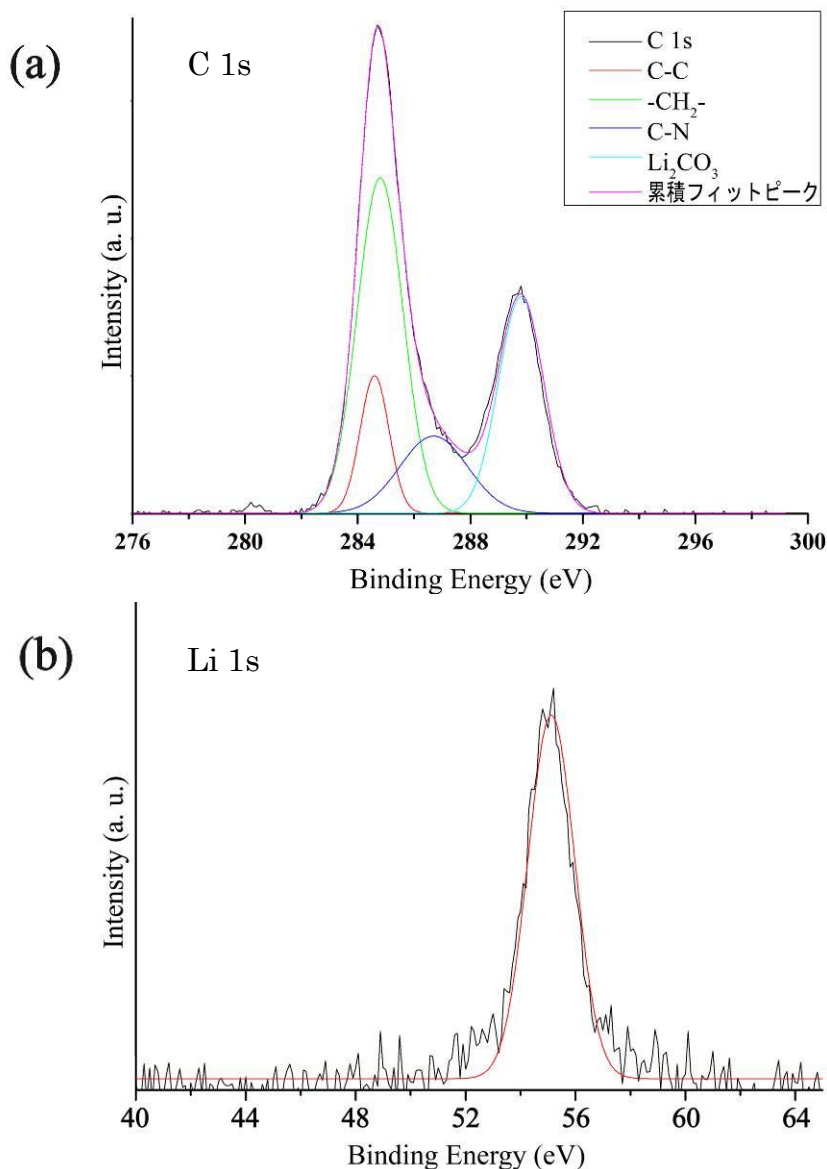 (a)
C 1s
C 1s
C-C
-CH₂-
C-N
Li₂CO₃
累積フィットピーク
Intensity (a. u.)
276 280 284 288 292 296 300
Binding Energy (eV)
(b)
Li 1s
Intensity (a. u.)
40 44 48 52 56 60 64
Binding Energy (eV)